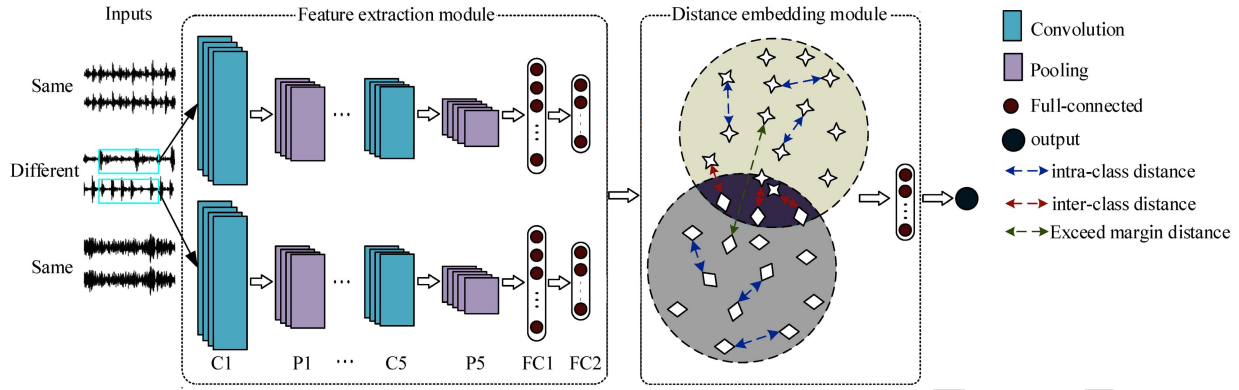 Inputs
Feature extraction module
Distance embedding module
Same
Different
Same
C1
P1
...
C5
P5
FC1
FC2
Convolution
Pooling
Full-connected
output
intra-class distance
inter-class distance
Exceed margin distance